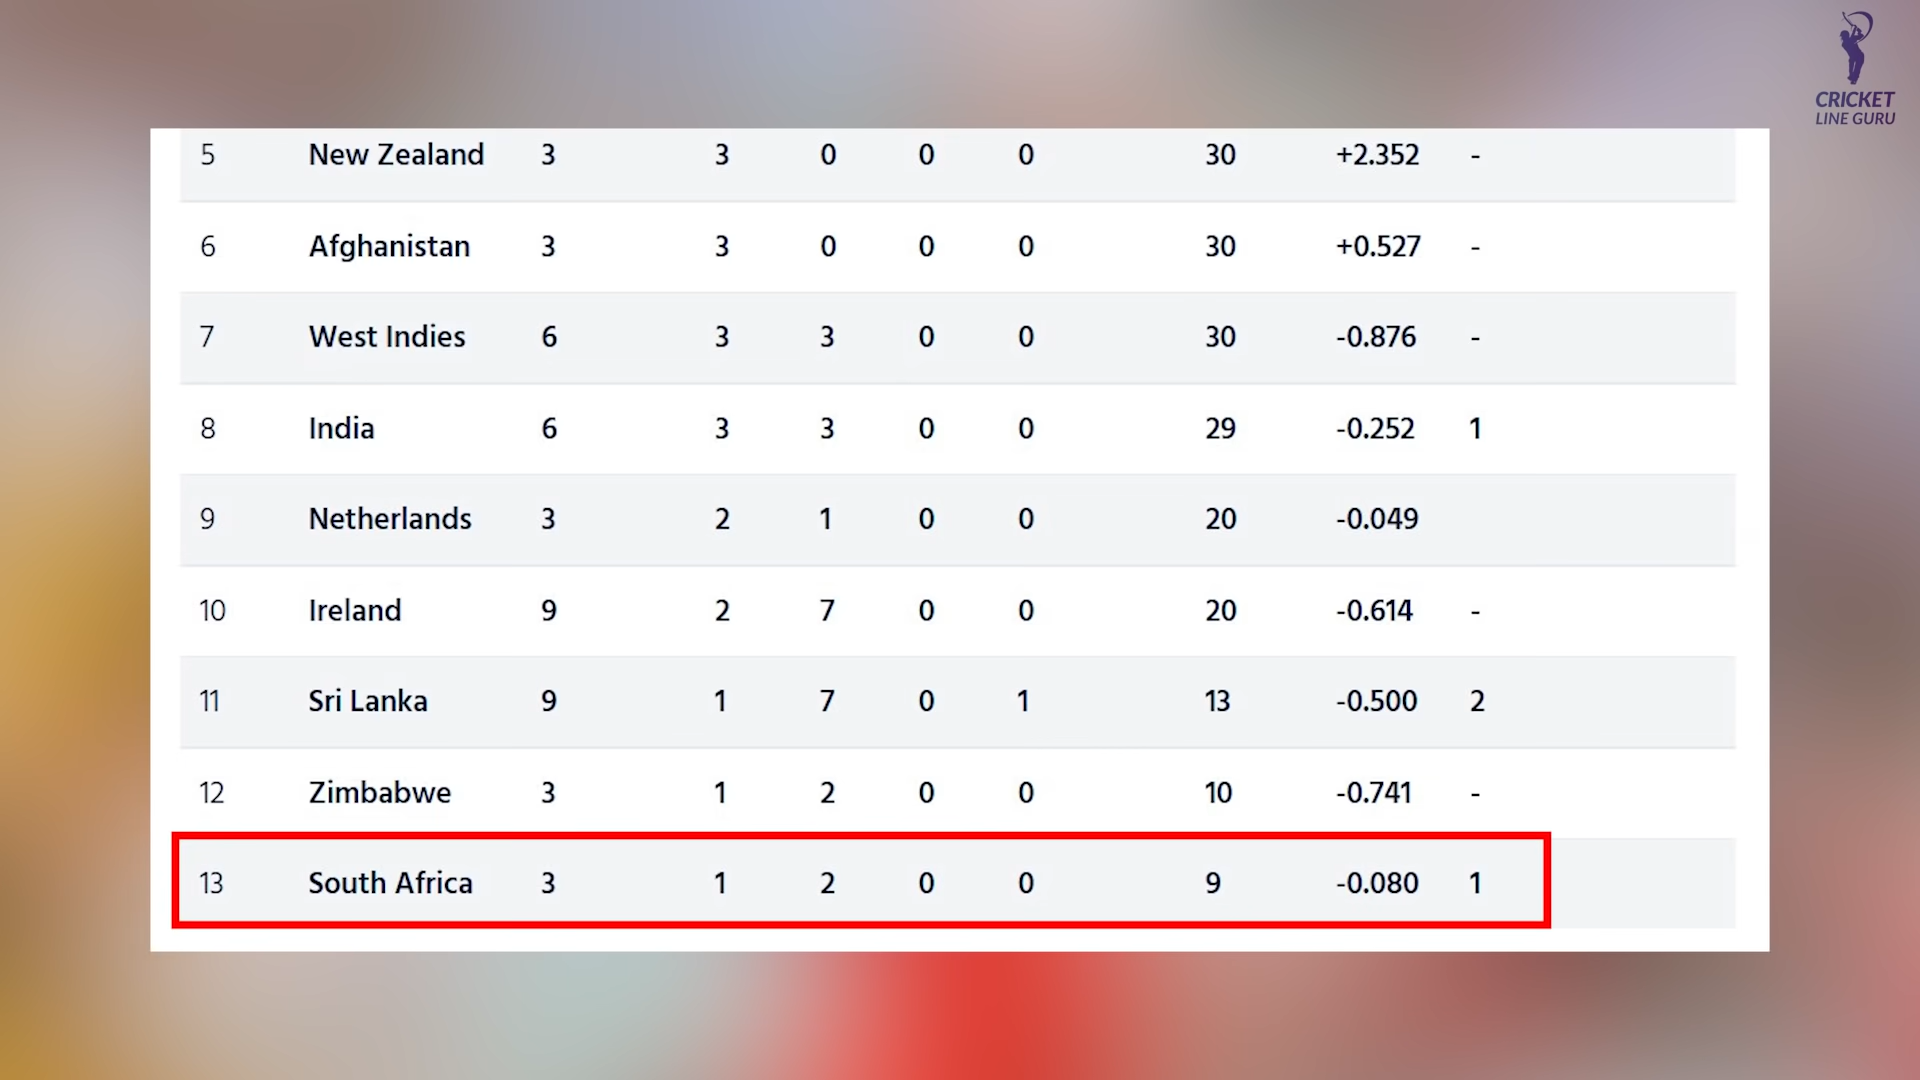 CRICKET
LINE GURU
5 New Zealand 3 3 0 0 0 30 +2.352 -
6 Afghanistan 3 3 0 0 0 30 +0.527 -
7 West Indies 6 3 3 0 0 30 -0.876 -
8 India 6 3 3 0 0 29 -0.252 1
9 Netherlands 3 2 1 0 0 20 -0.049
10 Ireland 9 2 7 0 0 20 -0.614 -
11 Sri Lanka 9 1 7 0 1 13 -0.500 2
12 Zimbabwe 3 1 2 0 0 10 -0.741 -
13 South Africa 3 1 2 0 0 9 -0.080 1